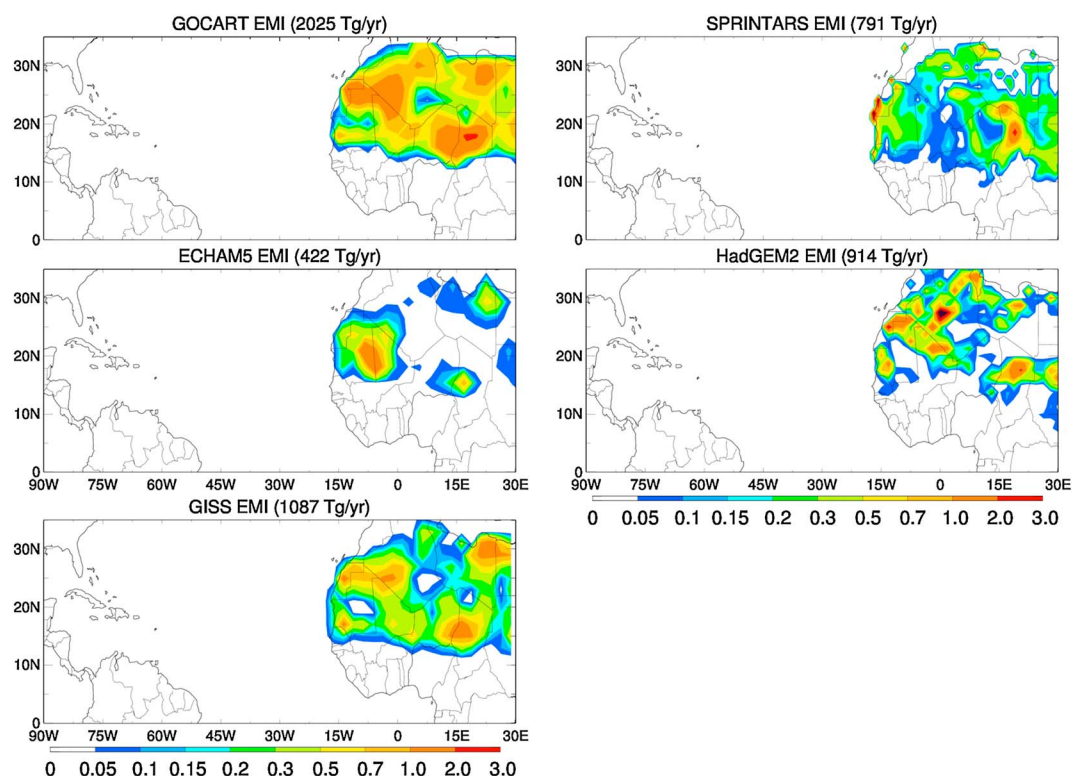 GOCART EMI (2025 Tg/yr)
30N
20N
10N
0
SPRINTARS EMI (791 Tg/yr)
30N
20N
10N
0
ECHAM5 EMI (422 Tg/yr)
30N
20N
10N
0
90W 75W 60W 45W 30W 15W 0 15E 30E
HadGEM2 EMI (914 Tg/yr)
30N
20N
10N
0
90W 75W 60W 45W 30W 15W 0 15E 30E
0 0.05 0.1 0.15 0.2 0.3 0.5 0.7 1.0 2.0 3.0
GISS EMI (1087 Tg/yr)
30N
20N
10N
0
90W 75W 60W 45W 30W 15W 0 15E 30E
0 0.05 0.1 0.15 0.2 0.3 0.5 0.7 1.0 2.0 3.0